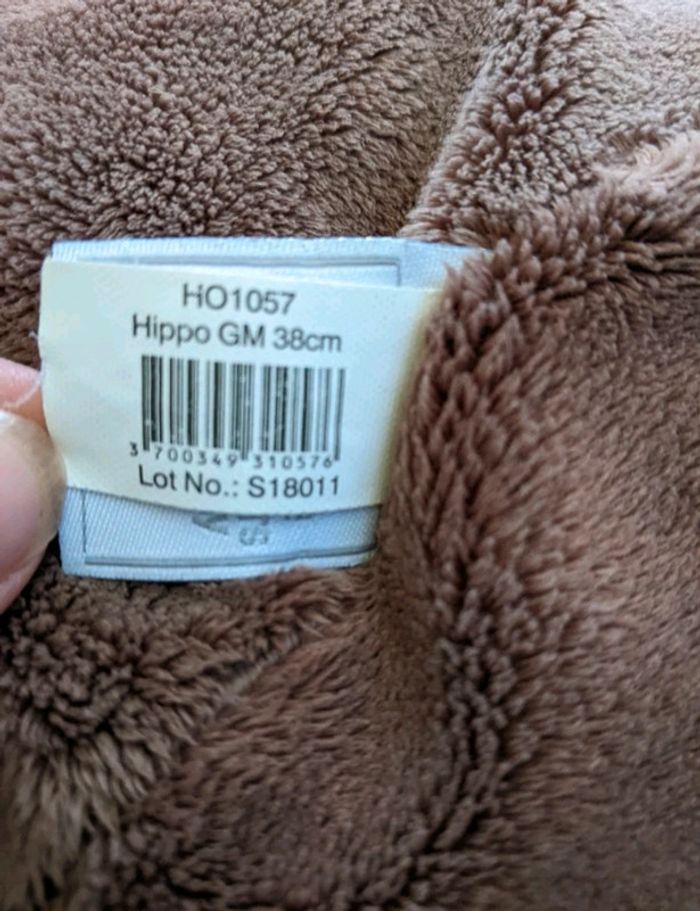 HO1057
Hippo GM 38cm
3 700349 310576
Lot No.: S18011